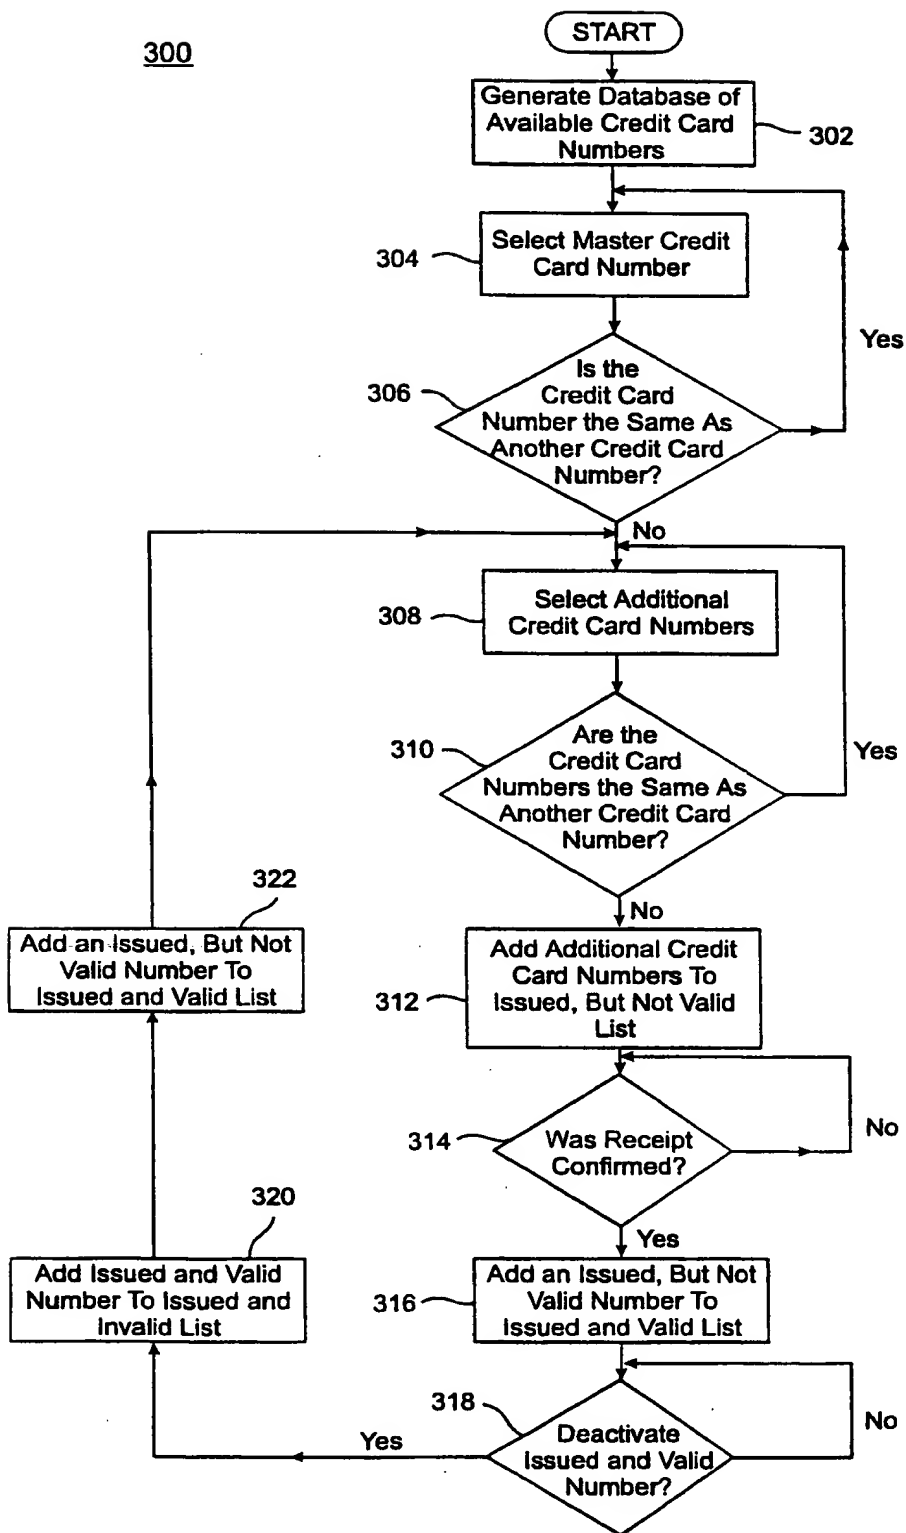 START
300
Generate Database of
Available Credit Card
Numbers
302
Select Master Credit
Card Number
304
Yes
Is the
Credit Card
Number the Same As
Another Credit Card
Number?
306
No
Select Additional
Credit Card Numbers
308
Are the
Credit Card
Numbers the Same As
Another Credit Card
Number?
310
Yes
No
322
Add an Issued, But Not
Valid Number To
Issued and Valid List
Add Additional Credit
Card Numbers To
Issued, But Not Valid
List
312
Was Receipt
Confirmed?
314
No
Yes
320
Add Issued and Valid
Number To Issued and
Invalid List
Add an Issued, But Not
Valid Number To
Issued and Valid List
316
318
Deactivate
Issued and Valid
Number?
No
Yes